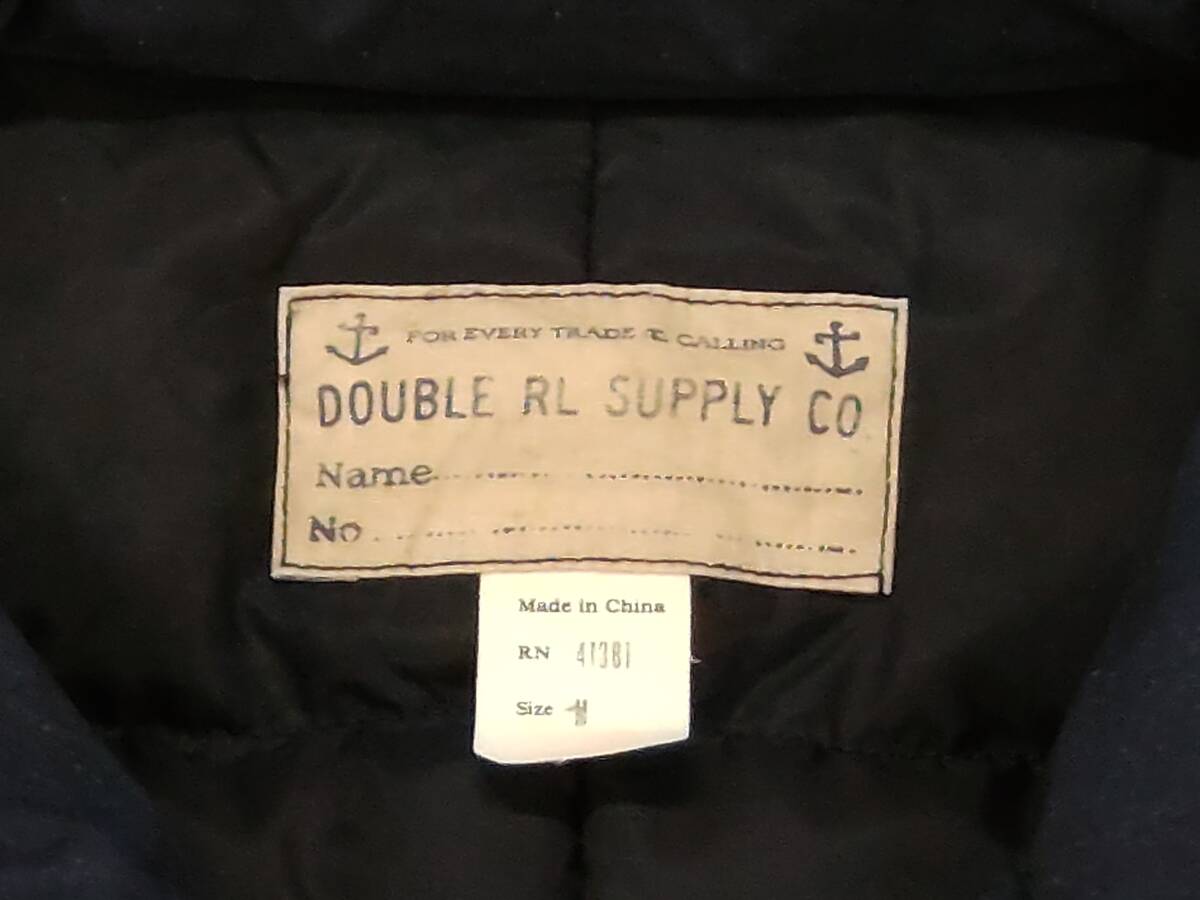 FOR EVERY TRADE & CALLING
DOUBLE RL SUPPLY CO
Name
No
Made in China
RN 41381
Size